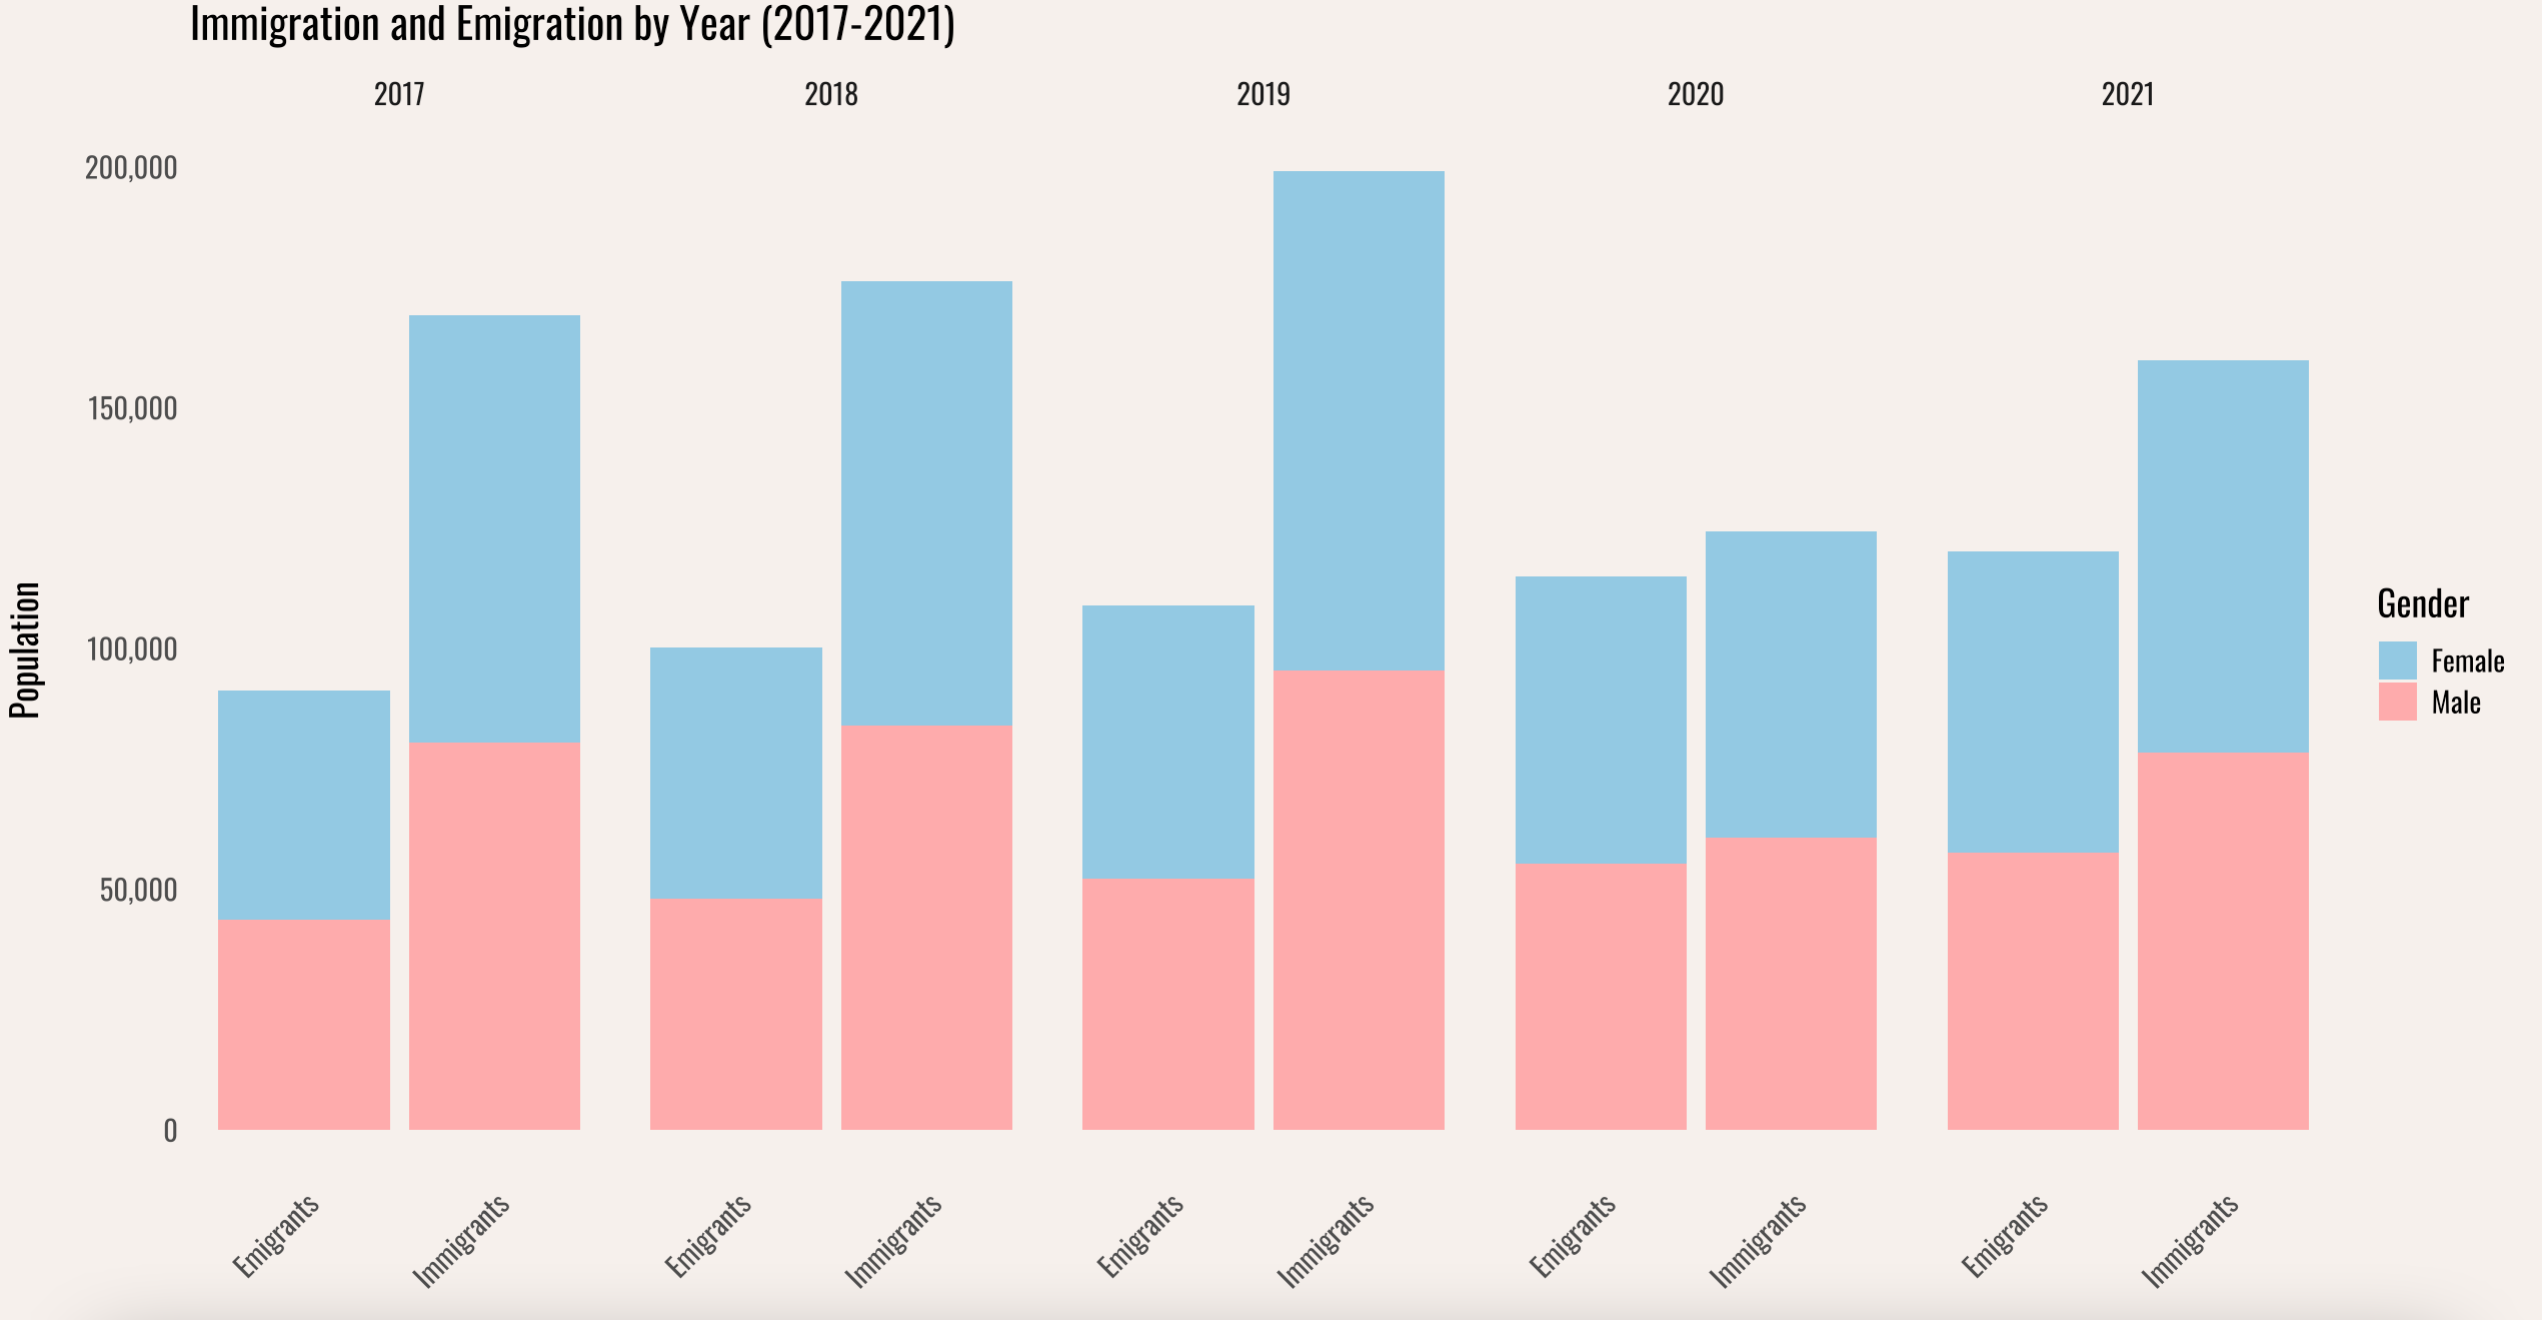 Immigration and Emigration by Year (2017-2021)
2017 2018 2019 2020 2021
200,000
150,000
100,000
50,000
0
Population
Emigrants Immigrants Emigrants Immigrants Emigrants Immigrants Emigrants Immigrants Emigrants Immigrants
Gender
Female
Male